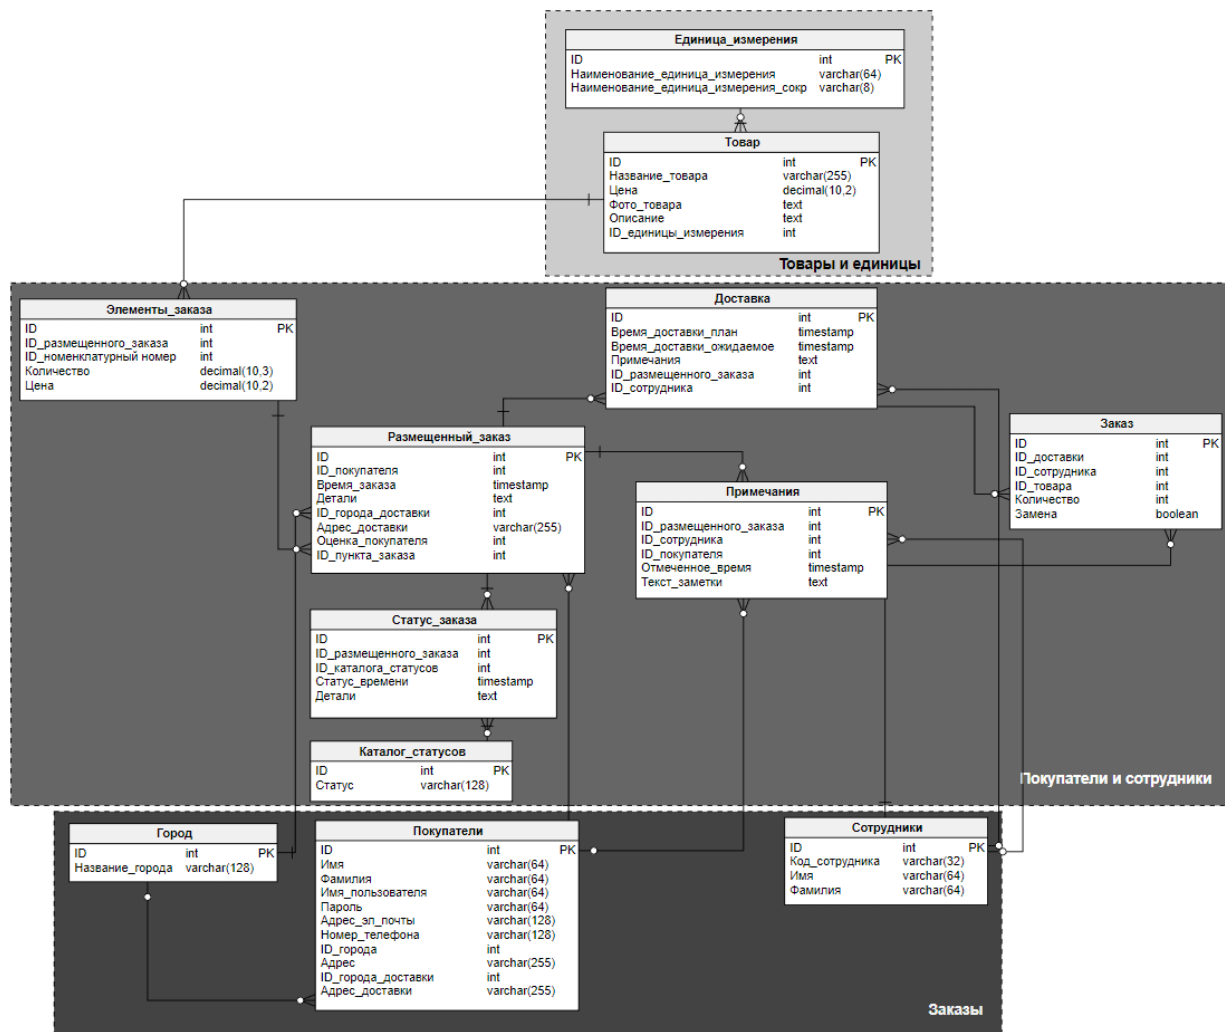 Единица_измерения
ID int PK
Наименование_единица_измерения varchar(64)
Наименование_единица_измерения_сокр varchar(8)
Товар
ID int PK
Название_товара varchar(255)
Цена decimal(10,2)
Фото_товара text
Описание text
ID_единицы_измерения int
Товары и единицы
Элементы_заказа
ID int PK
ID_размещенного_заказа int
ID_номенклатурный номер int
Количество decimal(10,3)
Цена decimal(10,2)
Доставка
ID int PK
Время_доставки_план timestamp
Время_доставки_ожидаемое timestamp
Примечания text
ID_размещенного_заказа int
ID_сотрудника int
Заказ
ID int PK
ID_доставки int
ID_сотрудника int
ID_товара int
Количество int
Замена boolean
Размещенный_заказ
ID int PK
ID_покупателя int
Время_заказа timestamp
Детали text
ID_города_доставки int
Адрес_доставки varchar(255)
Оценка_покупателя int
ID_пункта_заказа int
Примечания
ID int PK
ID_размещенного_заказа int
ID_сотрудника int
ID_покупателя int
Отмеченное_время timestamp
Текст_заметки text
Статус_заказа
ID int PK
ID_размещенного_заказа int
ID_каталога_статусов int
Статус_времени timestamp
Детали text
Каталог_статусов
ID int PK
Статус varchar(128)
Покупатели и сотрудники
Город
ID int PK
Название_города varchar(128)
Покупатели
ID int PK
Имя varchar(64)
Фамилия varchar(64)
Имя_пользователя varchar(64)
Пароль varchar(64)
Адрес_эл_почты varchar(128)
Номер_телефона varchar(128)
ID_города int
Адрес varchar(255)
ID_города_доставки int
Адрес_доставки varchar(255)
Сотрудники
ID int PK
Код_сотрудника varchar(32)
Имя varchar(64)
Фамилия varchar(64)
Заказы